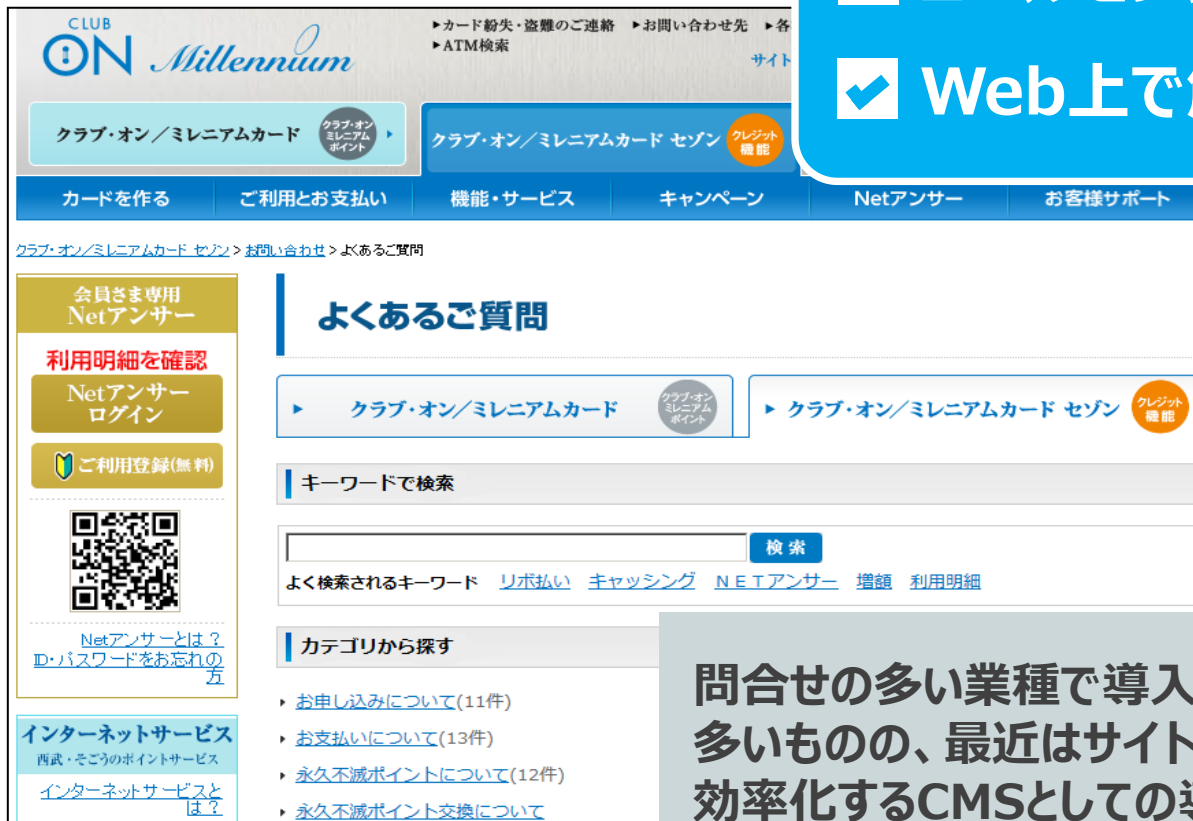 CLUB
ON Millennium
▶カード紛失・盗難のご連絡 ▶お問い合わせ先 ▶各
▶ATM検索
サイト
Web上で
クラブ・オン／ミレニアムカード
クラブ・オン
ミレニアム
ポイント
クラブ・オン／ミレニアムカード セゾン
クレジット
機能
カードを作る ご利用とお支払い 機能・サービス キャンペーン Netアンサー お客様サポート
クラブ・オン／ミレニアムカード セゾン > お問い合わせ > よくあるご質問
会員さま専用
Netアンサー
利用明細を確認
Netアンサー
ログイン
ご利用登録(無料)
Netアンサーとは？
ID・パスワードをお忘れの
方
インターネットサービス
西武・そごうのポイントサービス
インターネットサービスと
は？
よくあるご質問
クラブ・オン／ミレニアムカード
クラブ・オン
ミレニアム
ポイント
クラブ・オン／ミレニアムカード セゾン
クレジット
機能
キーワードで検索
検索
よく検索されるキーワード リボ払い キャッシング ＮＥＴアンサー 増額 利用明細
カテゴリから探す
お申し込みについて(11件)
お支払いについて(13件)
永久不滅ポイントについて(12件)
永久不滅ポイント交換について
問合せの多い業種で導入
多いものの、最近はサイト
効率化するCMSとしての導